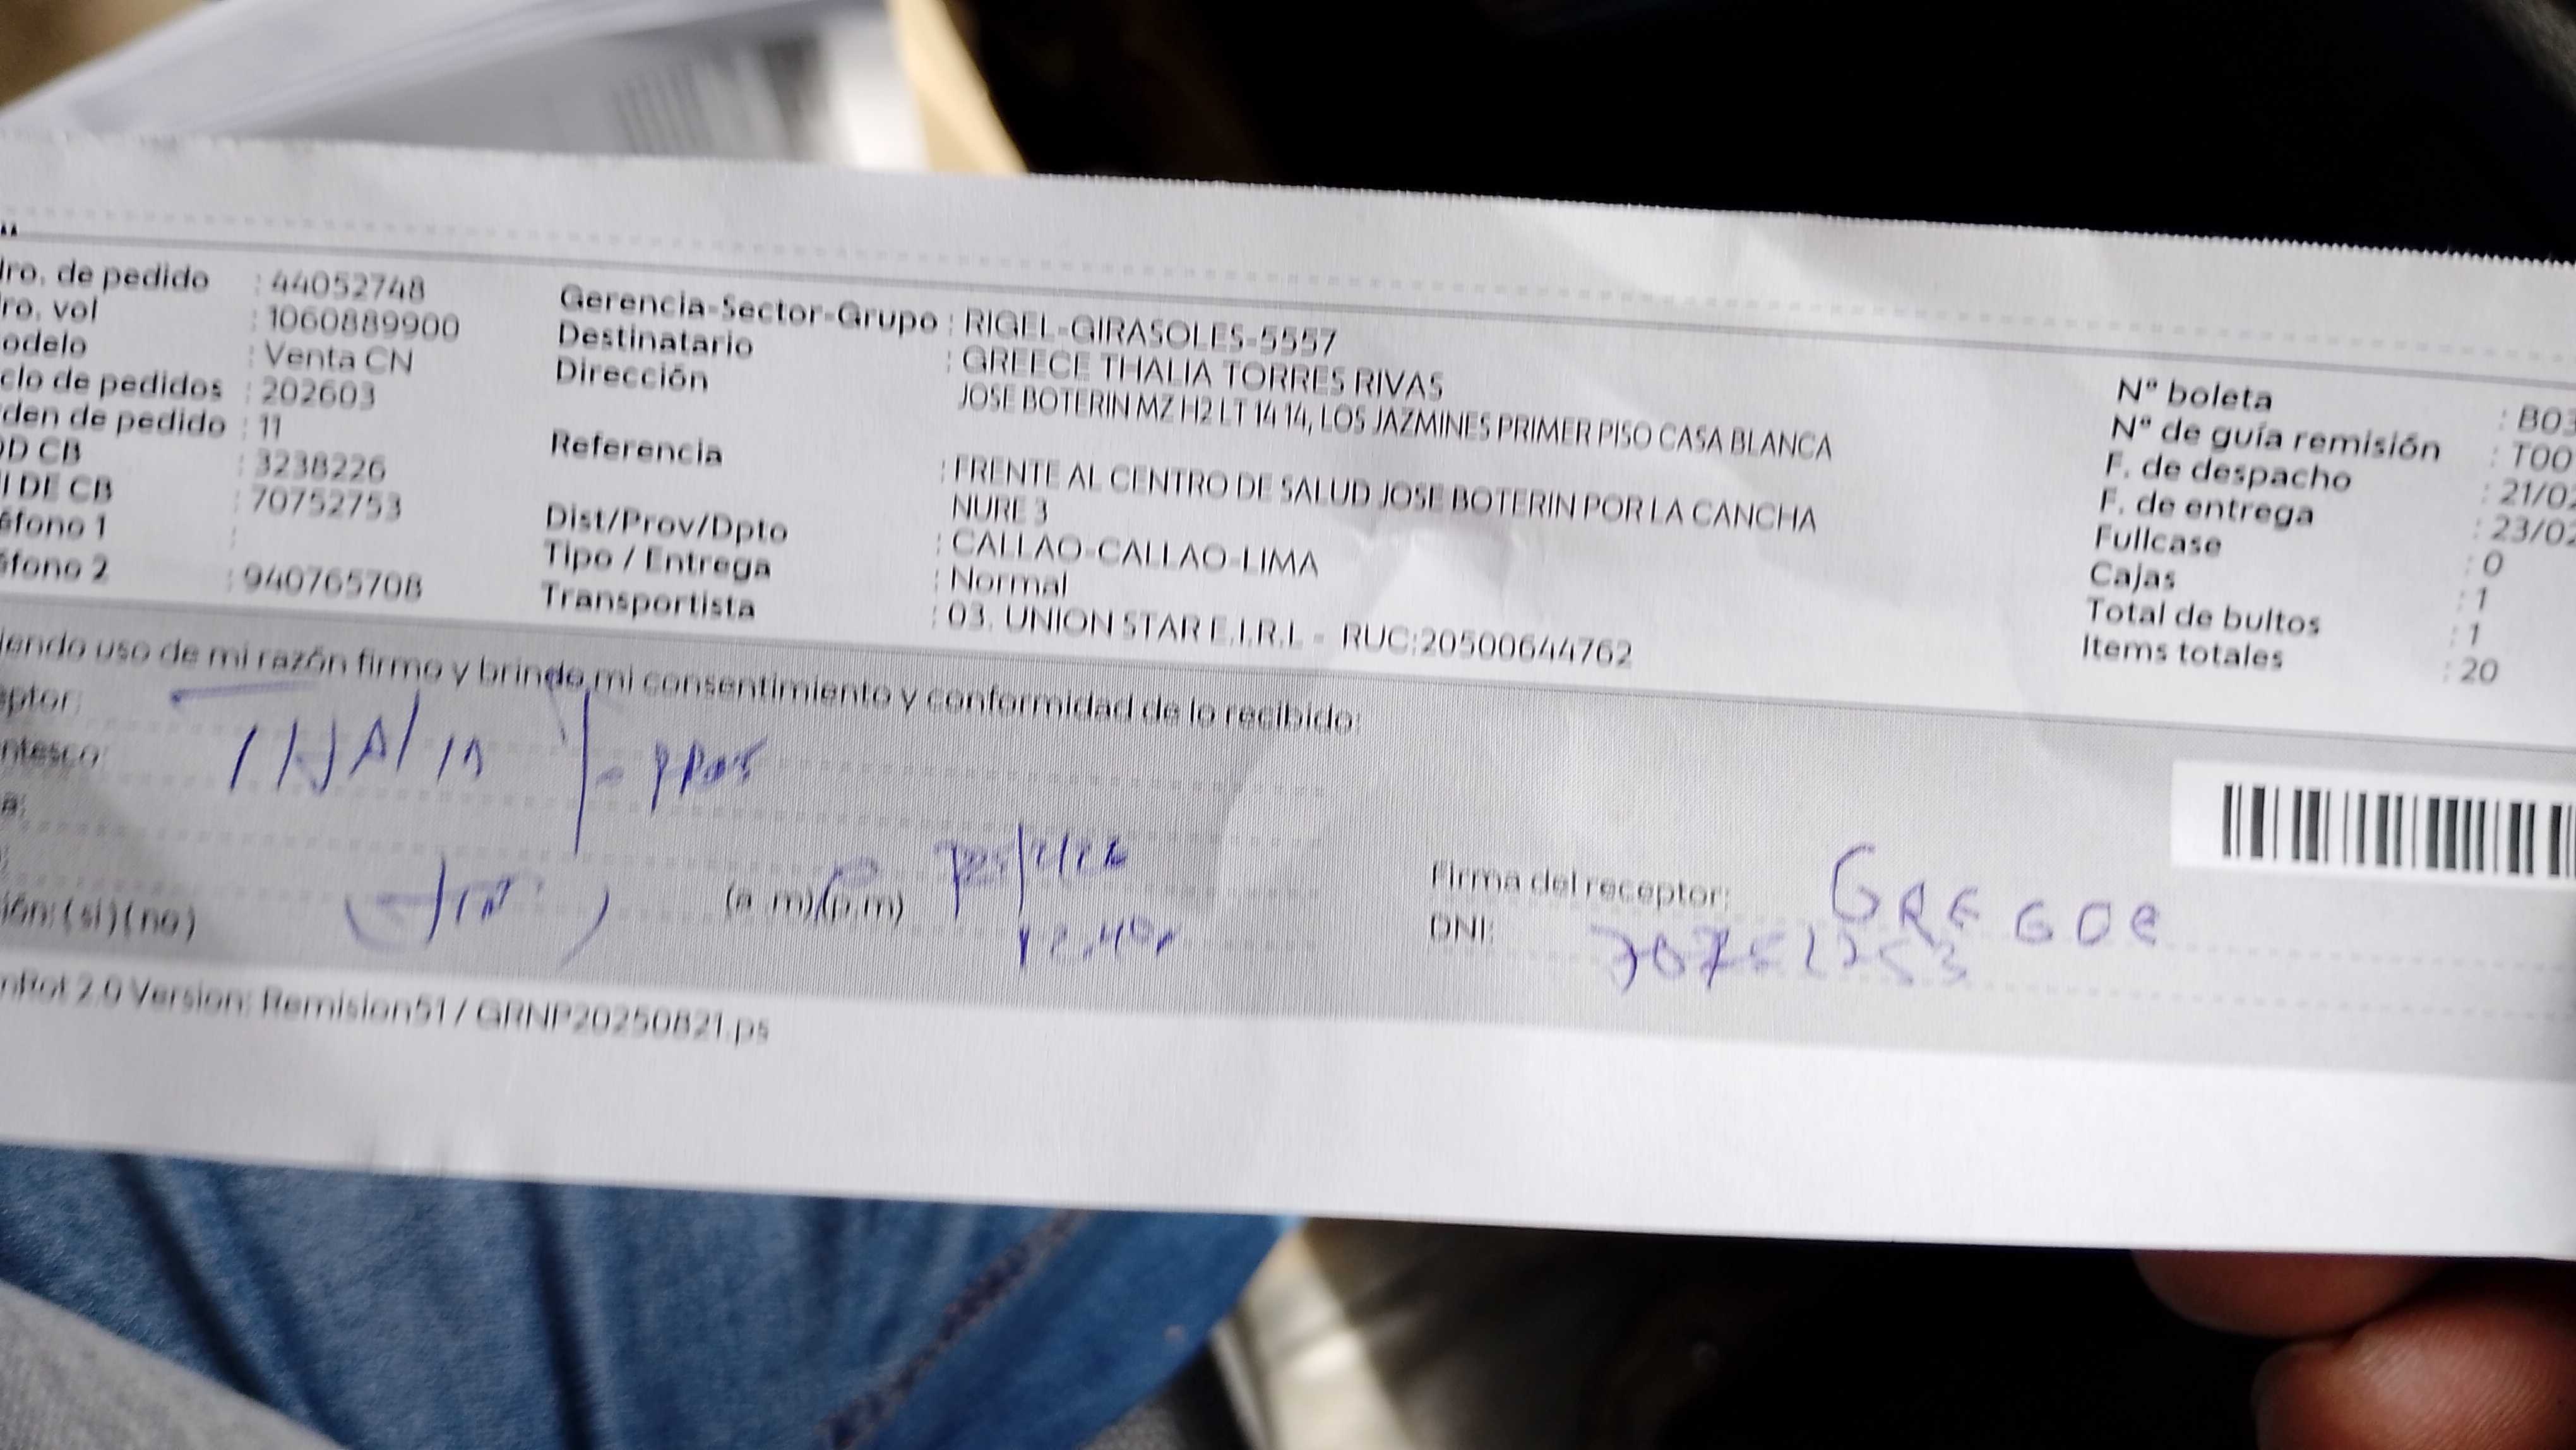 ro. de pedido : 44052748
ro. vol : 1060889900
odelo : Venta CN
clo de pedidos : 202603
den de pedido : 11
D CB : 3238226
I DE CB : 70752753
éfono 1 :
éfono 2 : 940765708
Gerencia-Sector-Grupo : RIGEL-GIRASOLES-5557
Destinatario : GREECE THALIA TORRES RIVAS
Dirección : JOSE BOTERIN MZ H2 LT 14 14, LOS JAZMINES PRIMER PISO CASA BLANCA
Referencia : FRENTE AL CENTRO DE SALUD JOSE BOTERIN POR LA CANCHA
NURE 3
Dist/Prov/Dpto : CALLAO-CALLAO-LIMA
Tipo / Entrega : Normal
Transportista : 03. UNION STAR E.I.R.L - RUC:20500644762
N° boleta : B03
N° de guía remisión : T00
F. de despacho : 21/02
F. de entrega : 23/02
Fullcase : 0
Cajas : 1
Total de bultos : 1
Items totales : 20
iendo uso de mi razón firmo y brindo mi consentimiento y conformidad de lo recibido:
eptor:
ntesco:
a:
THALIA
(a.m)(p.m)
ión: (si) (no)
Firma del receptor: GREGOR
DNI:
nBot 2.0 Version: Remision51 / GRNP20250821.ps